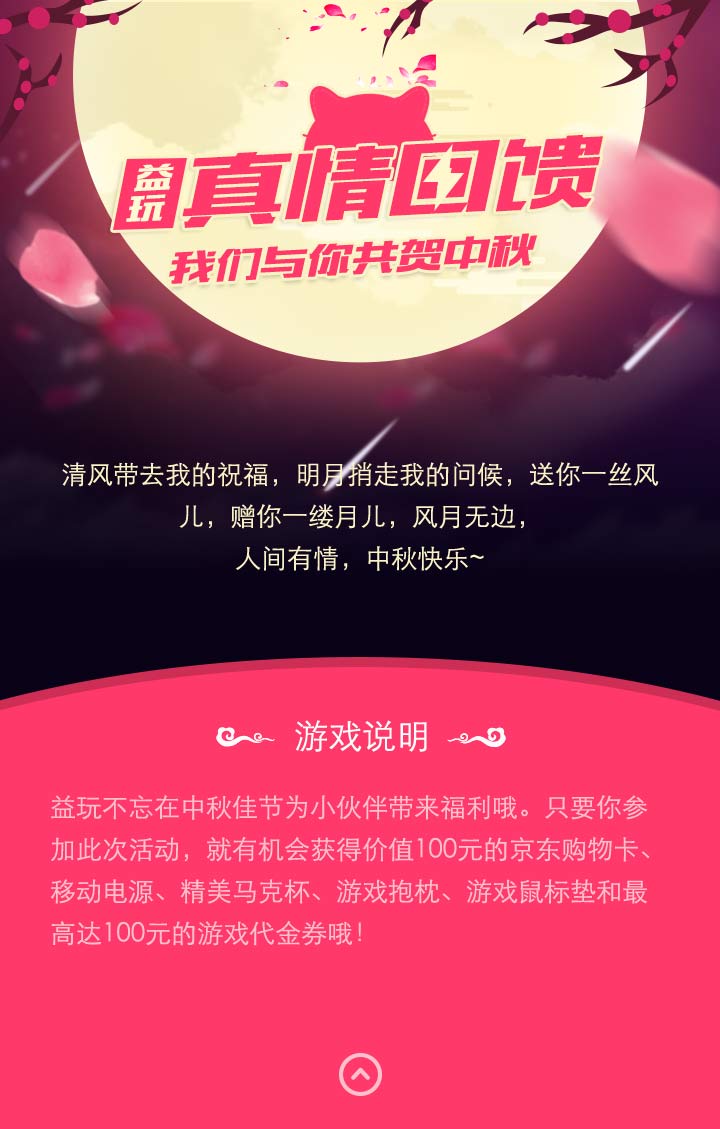 益玩
真情回馈
我们与你共贺中秋
清风带去我的祝福，明月捎走我的问候，送你一丝风
儿，赠你一缕月儿，风月无边，
人间有情，中秋快乐~
游戏说明
益玩不忘在中秋佳节为小伙伴带来福利哦。只要你参
加此次活动，就有机会获得价值100元的京东购物卡、
移动电源、精美马克杯、游戏抱枕、游戏鼠标垫和最
高达100元的游戏代金券哦！